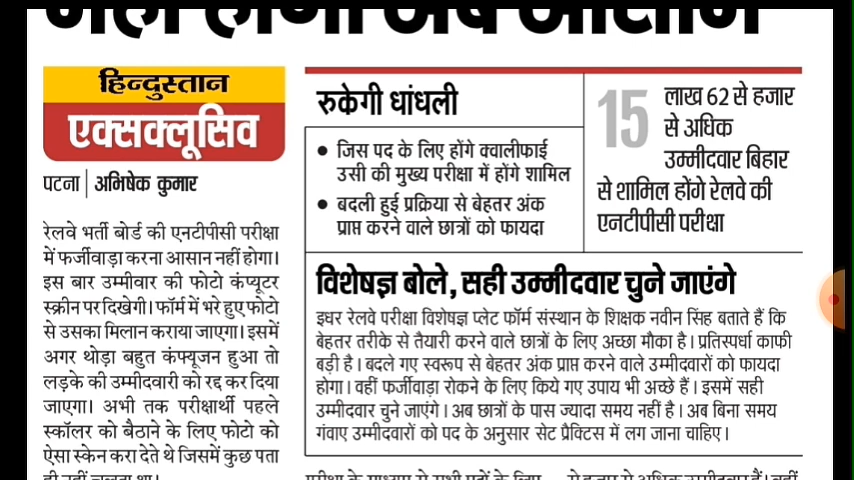 हिन्दुस्तान
एक्सक्लूसिव
पटना | अभिषेक कुमार
रेलवे भर्ती बोर्ड की एनटीपीसी परीक्षा
में फर्जीवाड़ा करना आसान नहीं होगा।
इस बार उम्मीवार की फोटो कंप्यूटर
स्क्रीन पर दिखेगी। फॉर्म में भरे हुए फोटो
से उसका मिलान कराया जाएगा। इसमें
अगर थोड़ा बहुत कंफ्यूजन हुआ तो
लड़के की उम्मीदवारी को रद्द कर दिया
जाएगा। अभी तक परीक्षार्थी पहले
स्कॉलर को बैठाने के लिए फोटो को
ऐसा स्केन करा देते थे जिसमें कुछ पता
ही नहीं चलता था।
रुकेगी धांधली
● जिस पद के लिए होंगे क्वालीफाई
उसी की मुख्य परीक्षा में होंगे शामिल
● बदली हुई प्रक्रिया से बेहतर अंक
प्राप्त करने वाले छात्रों को फायदा
15 लाख 62 से हजार
से अधिक
उम्मीदवार बिहार
से शामिल होंगे रेलवे की
एनटीपीसी परीक्षा
विशेषज्ञ बोले, सही उम्मीदवार चुने जाएंगे
इधर रेलवे परीक्षा विशेषज्ञ प्लेट फॉर्म संस्थान के शिक्षक नवीन सिंह बताते हैं कि
बेहतर तरीके से तैयारी करने वाले छात्रों के लिए अच्छा मौका है। प्रतिस्पर्धा काफी
बड़ी है। बदले गए स्वरूप से बेहतर अंक प्राप्त करने वाले उम्मीदवारों को फायदा
होगा। वहीं फर्जीवाड़ा रोकने के लिए किये गए उपाय भी अच्छे हैं। इसमें सही
उम्मीदवार चुने जाएंगे। अब छात्रों के पास ज्यादा समय नहीं है। अब बिना समय
गंवाए उम्मीदवारों को पद के अनुसार सेट प्रैक्टिस में लग जाना चाहिए।